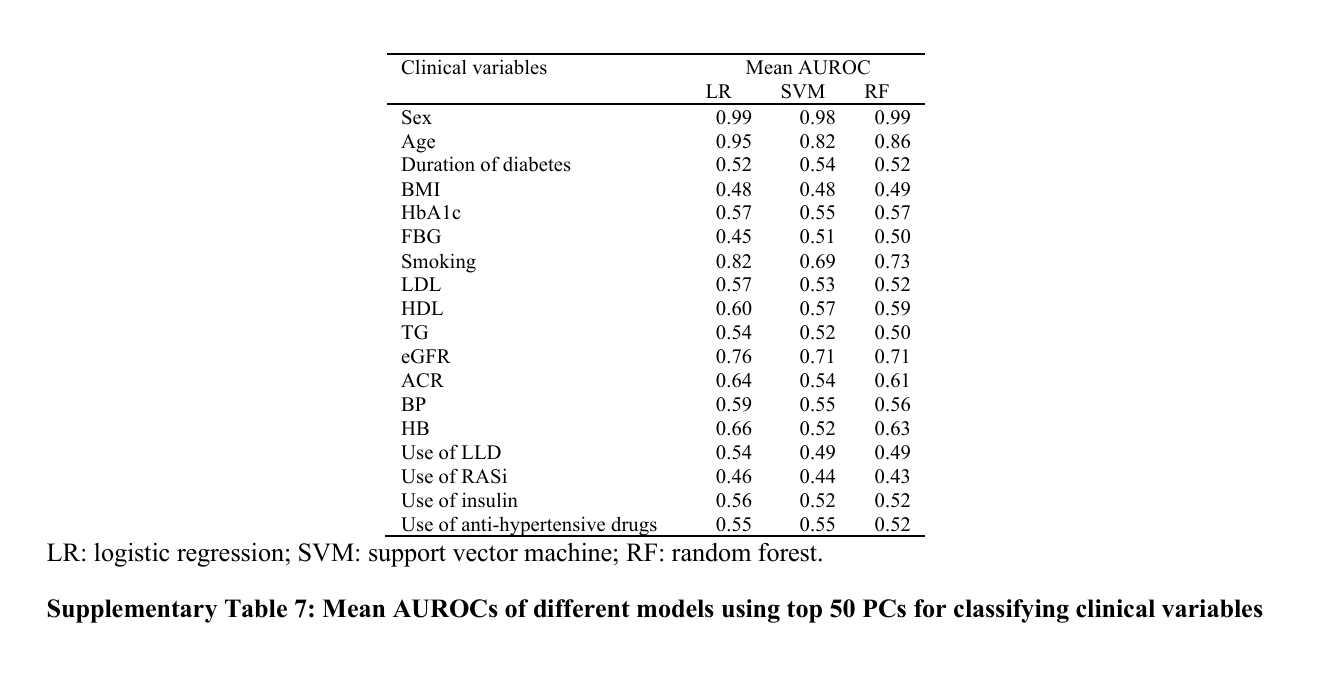 Clinical variables Mean AUROC
LR SVM RF
Sex 0.99 0.98 0.99
Age 0.95 0.82 0.86
Duration of diabetes 0.52 0.54 0.52
BMI 0.48 0.48 0.49
HbA1c 0.57 0.55 0.57
FBG 0.45 0.51 0.50
Smoking 0.82 0.69 0.73
LDL 0.57 0.53 0.52
HDL 0.60 0.57 0.59
TG 0.54 0.52 0.50
eGFR 0.76 0.71 0.71
ACR 0.64 0.54 0.61
BP 0.59 0.55 0.56
HB 0.66 0.52 0.63
Use of LLD 0.54 0.49 0.49
Use of RASi 0.46 0.44 0.43
Use of insulin 0.56 0.52 0.52
Use of anti-hypertensive drugs 0.55 0.55 0.52
LR: logistic regression; SVM: support vector machine; RF: random forest.
Supplementary Table 7: Mean AUROCs of different models using top 50 PCs for classifying clinical variables